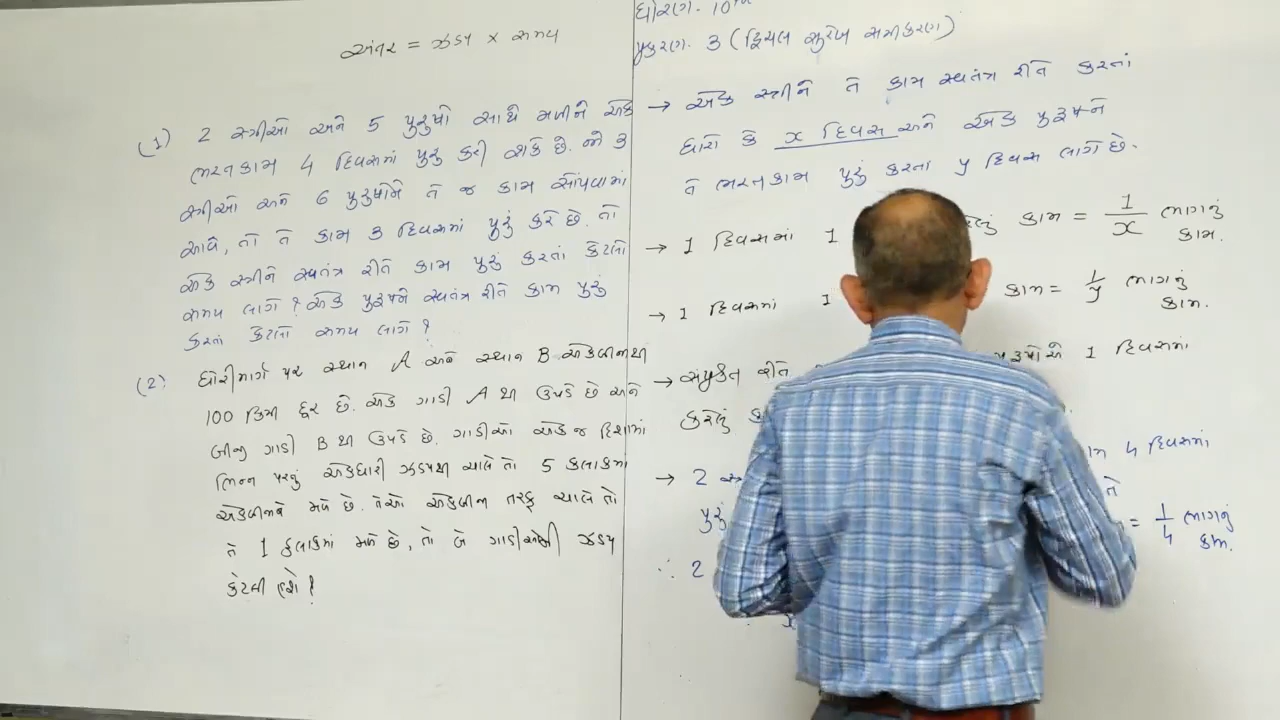 અંતર = ઝડપ × સમય
(1) 2 સ્ત્રીઓ અને 5 પુરુષો સાથે મળીને એક
ભરતકામ 4 દિવસમાં પુરુ કરી શકે છે. જો 3
સ્ત્રીઓ અને 6 પુરુષોને તે જ કામ સોંપવામાં
આવે, તો તે કામ 3 દિવસમાં પુરું કરે છે. તો
એક સ્ત્રીને સ્વતંત્ર રીતે કામ પુરું કરતાં કેટલો
સમય લાગે ? એક પુરુષને સ્વતંત્ર રીતે કામ પુરું
કરતાં કેટલો સમય લાગે ?
(2) ધોરીમાર્ગ પર સ્થાન A અને સ્થાન B એકબીજાથી
100 કિમી દૂર છે. એક ગાડી A થી ઉપડે છે અને
બીજી ગાડી B થી ઉપડે છે. ગાડીઓ એક જ દિશામાં
ભિન્ન પરંતુ એકધારી ઝડપથી ચાલે તો 5 કલાકમાં
એકબીજાને મળે છે. તેઓ એકબીજા તરફ ચાલે તો
તે 1 કલાકમાં મળે છે, તો બે ગાડીઓની ઝડપ
કેટલી હશે ?
ધોરણ. 10th
પ્રકરણ. 3 (દ્વિચલ સુરેખ સમીકરણ)
→ એક સ્ત્રીને તે કામ સ્વતંત્ર રીતે કરતાં
ધારો કે x દિવસ અને એક પુરુષને
તે ભરતકામ પુરું કરતા y દિવસ લાગે છે.
→ 1 દિવસમાં 1 કામ = 1/x ભાગનું કામ.
→ 1 દિવસમાં 1 કામ = 1/y ભાગનું કામ.
→ સંયુક્ત રીતે પુરુષોએ 1 દિવસમાં
કરેલું
→ 2 4 દિવસમાં
પુરું તો
= 1/4 ભાગનું કામ.
∴ 2
x